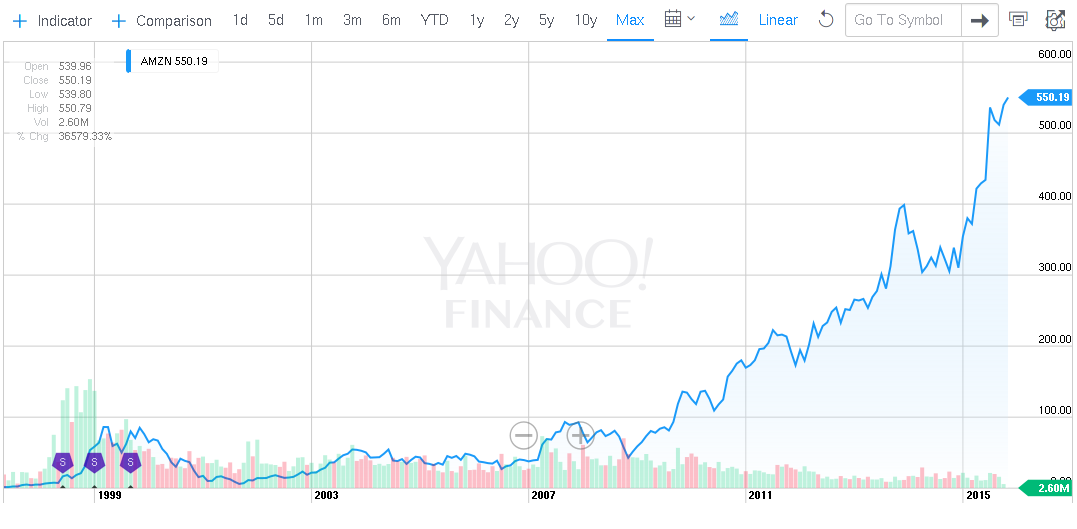 + Indicator + Comparison 1d 5d 1m 3m 6m YTD 1y 2y 5y 10y Max Linear Go To Symbol
AMZN 550.19
Open 539.96
Close 550.19
Low 539.80
High 550.79
Vol 2.60M
% Chg 36579.33%
600.00
550.19
500.00
400.00
300.00
200.00
100.00
0.00
2.60M
YAHOO!
FINANCE
S S S
1999 2003 2007 2011 2015